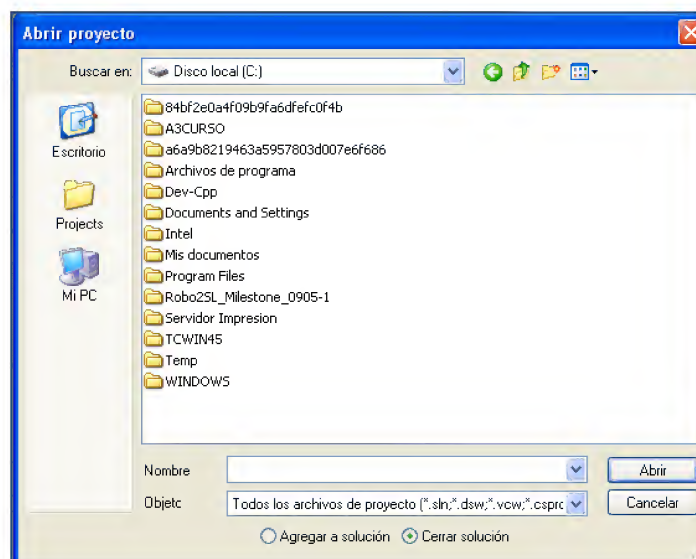 Abrir proyecto
Buscar en: Disco local (C:)
Escritorio
Projects
Mi PC
84bf2e0a4f09b9fa6dfefc0f4b
A3CURSO
a6a9b8219463a5957803d007e6f686
Archivos de programa
Dev-Cpp
Documents and Settings
Intel
Mis documentos
Program Files
Robo2SL_Milestone_0905-1
Servidor Impresion
TCWIN45
Temp
WINDOWS
Nombre
Abrir
Objetc Todos los archivos de proyecto (*.sln;*.dsw;*.vcw;*.cspro
Cancelar
Agregar a solución Cerrar solución